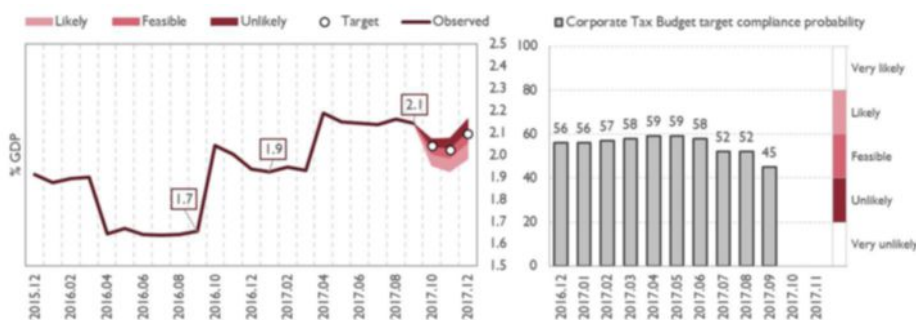 Likely Feasible Unlikely Target Observed
% GDP
2.5
2.4
2.3
2.2
2.1
2.0
1.9
1.8
1.7
1.6
1.5
1.7
1.9
2.1
2015.12 2016.02 2016.04 2016.06 2016.08 2016.10 2016.12 2017.02 2017.04 2017.06 2017.08 2017.10 2017.12
Corporate Tax Budget target compliance probability
100
80
60
40
20
0
56 56 57 58 59 59 58 52 52 45
2016.12 2017.01 2017.02 2017.03 2017.04 2017.05 2017.06 2017.07 2017.08 2017.09 2017.10 2017.11
Very likely
Likely
Feasible
Unlikely
Very unlikely